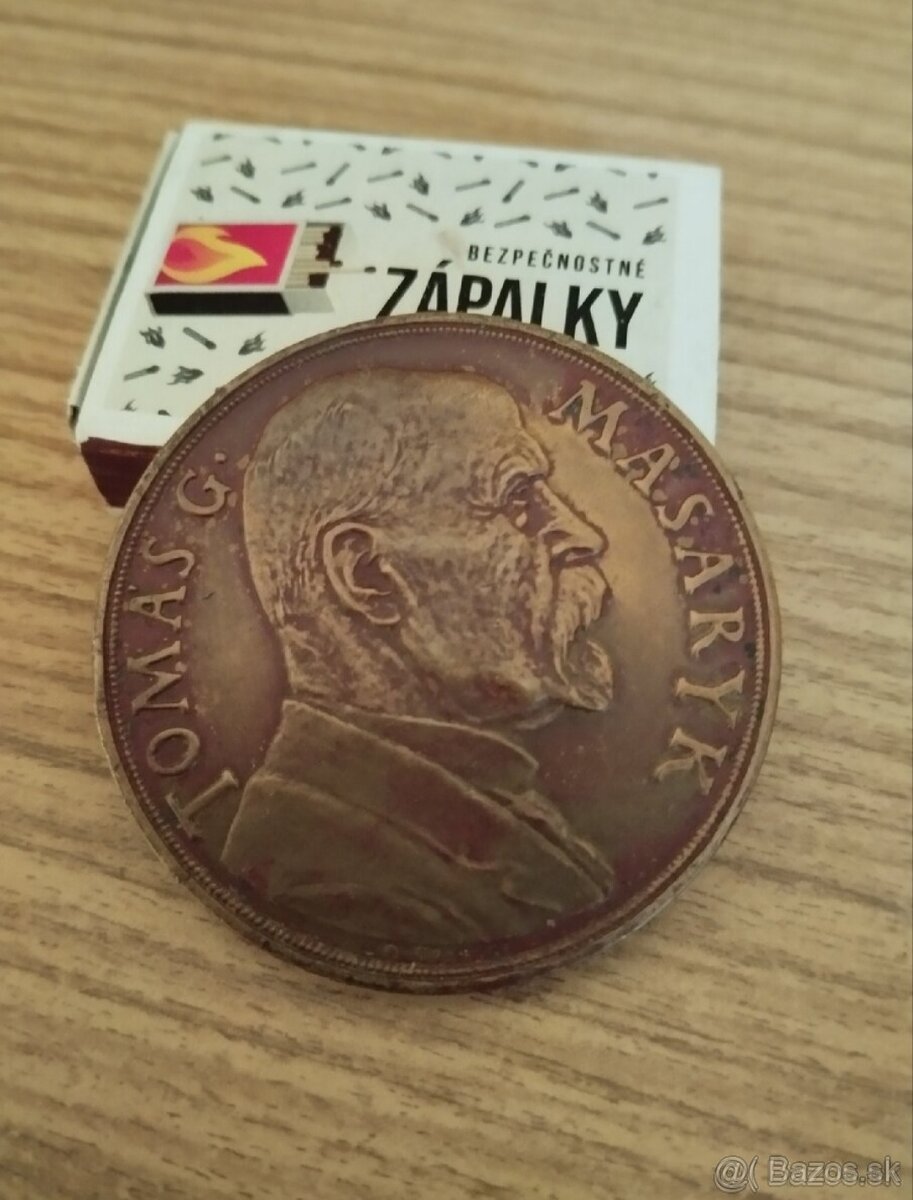 BEZPEČNOSTNÉ
ZÁPALKY
TOMÁŠ G. MASARYK
@( Bazos.sk